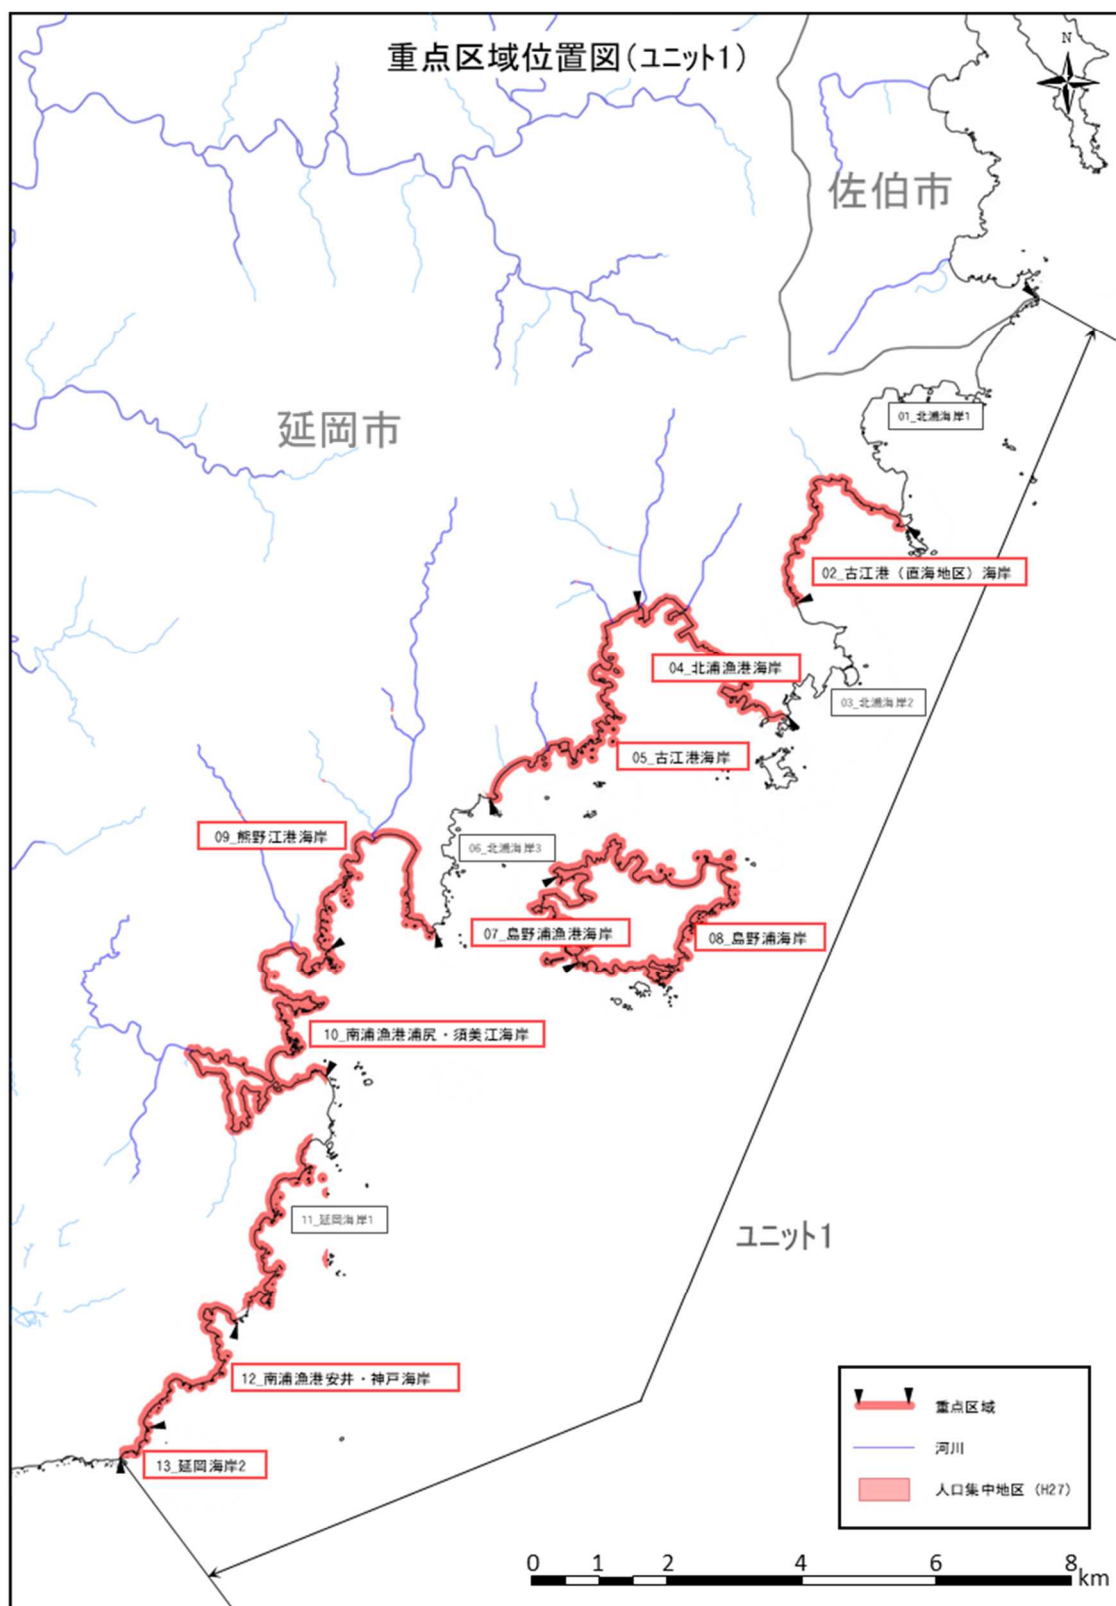 重点区域位置図(ユニット1)
N
佐伯市
延岡市
01_北浦海岸1
02_古江港（直海地区）海岸
04_北浦漁港海岸
03_北浦海岸2
05_古江港海岸
09_熊野江港海岸
06_北浦海岸3
07_島野浦漁港海岸
08_島野浦海岸
10_南浦漁港浦尻・須美江海岸
11_延岡海岸1
ユニット1
12_南浦漁港安井・神戸海岸
13_延岡海岸2
重点区域
河川
人口集中地区（H27）
0 1 2 4 6 8
km